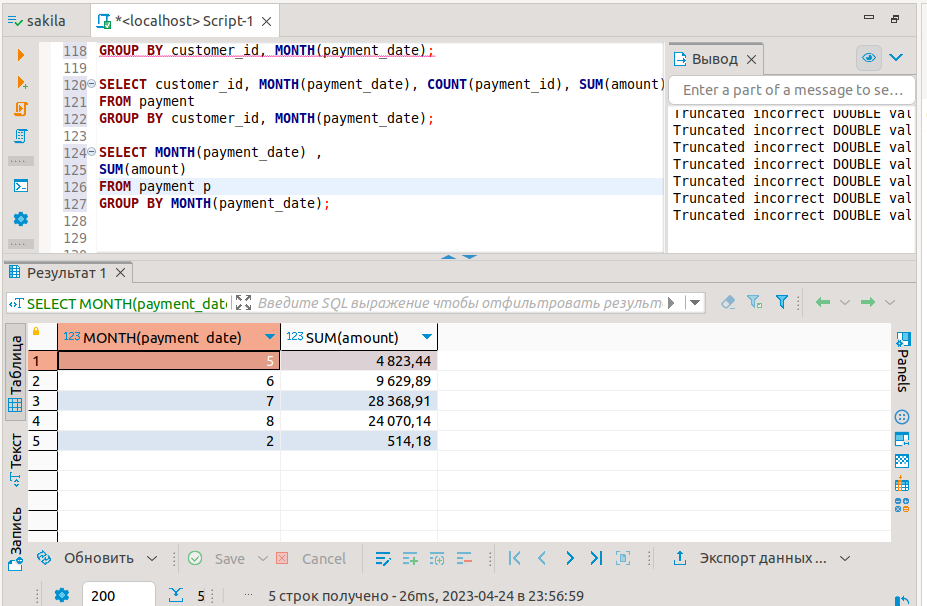 sakila
*<localhost> Script-1
118 GROUP BY customer_id, MONTH(payment_date);
119
120 SELECT customer_id, MONTH(payment_date), COUNT(payment_id), SUM(amount)
121 FROM payment
122 GROUP BY customer_id, MONTH(payment_date);
123
124 SELECT MONTH(payment_date) ,
125 SUM(amount)
126 FROM payment p
127 GROUP BY MONTH(payment_date);
128
129
Вывод
Enter a part of a message to se...
Truncated incorrect DOUBLE val
Truncated incorrect DOUBLE val
Truncated incorrect DOUBLE val
Truncated incorrect DOUBLE val
Truncated incorrect DOUBLE val
Truncated incorrect DOUBLE val
Truncated incorrect DOUBLE val
Результат 1
SELECT MONTH(payment_date
Введите SQL выражение чтобы отфильтровать результ
Таблица
Текст
Запись
123 MONTH(payment_date) 123 SUM(amount)
1 5 4 823,44
2 6 9 629,89
3 7 28 368,91
4 8 24 070,14
5 2 514,18
Panels
Обновить Save Cancel Экспорт данных ...
200 5 ... 5 строк получено - 26ms, 2023-04-24 в 23:56:59